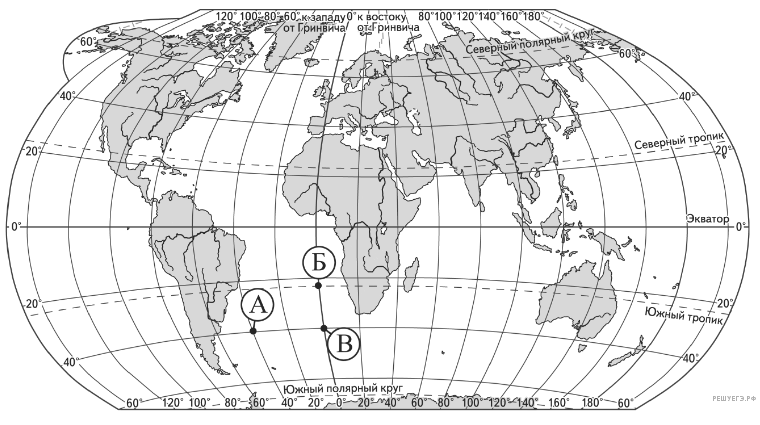 120° 100° 80° 60° к западу 0° к востоку 80° 100° 120° 140° 160° 180°
от Гринвича от Гринвича
Северный полярный круг
60° 60°
40° 40°
Северный тропик
20° 20°
Экватор
0° 0°
Б
А
20° 20°
Южный тропик
В
40° 40°
Южный полярный круг
РЕШУЕГЭ.РФ
60° 120° 100° 80° 60° 40° 20° 0° 20° 40° 60° 80° 100° 120° 140° 160° 180° 60°